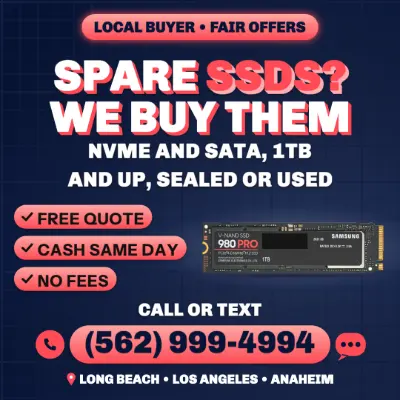 LOCAL BUYER • FAIR OFFERS
SPARE SSDS?
WE BUY THEM
NVME AND SATA, 1TB
AND UP, SEALED OR USED
FREE QUOTE
CASH SAME DAY
NO FEES
V-NAND SSD
980 PRO
1TB
SAMSUNG
CALL OR TEXT
(562) 999-4994
LONG BEACH • LOS ANGELES • ANAHEIM